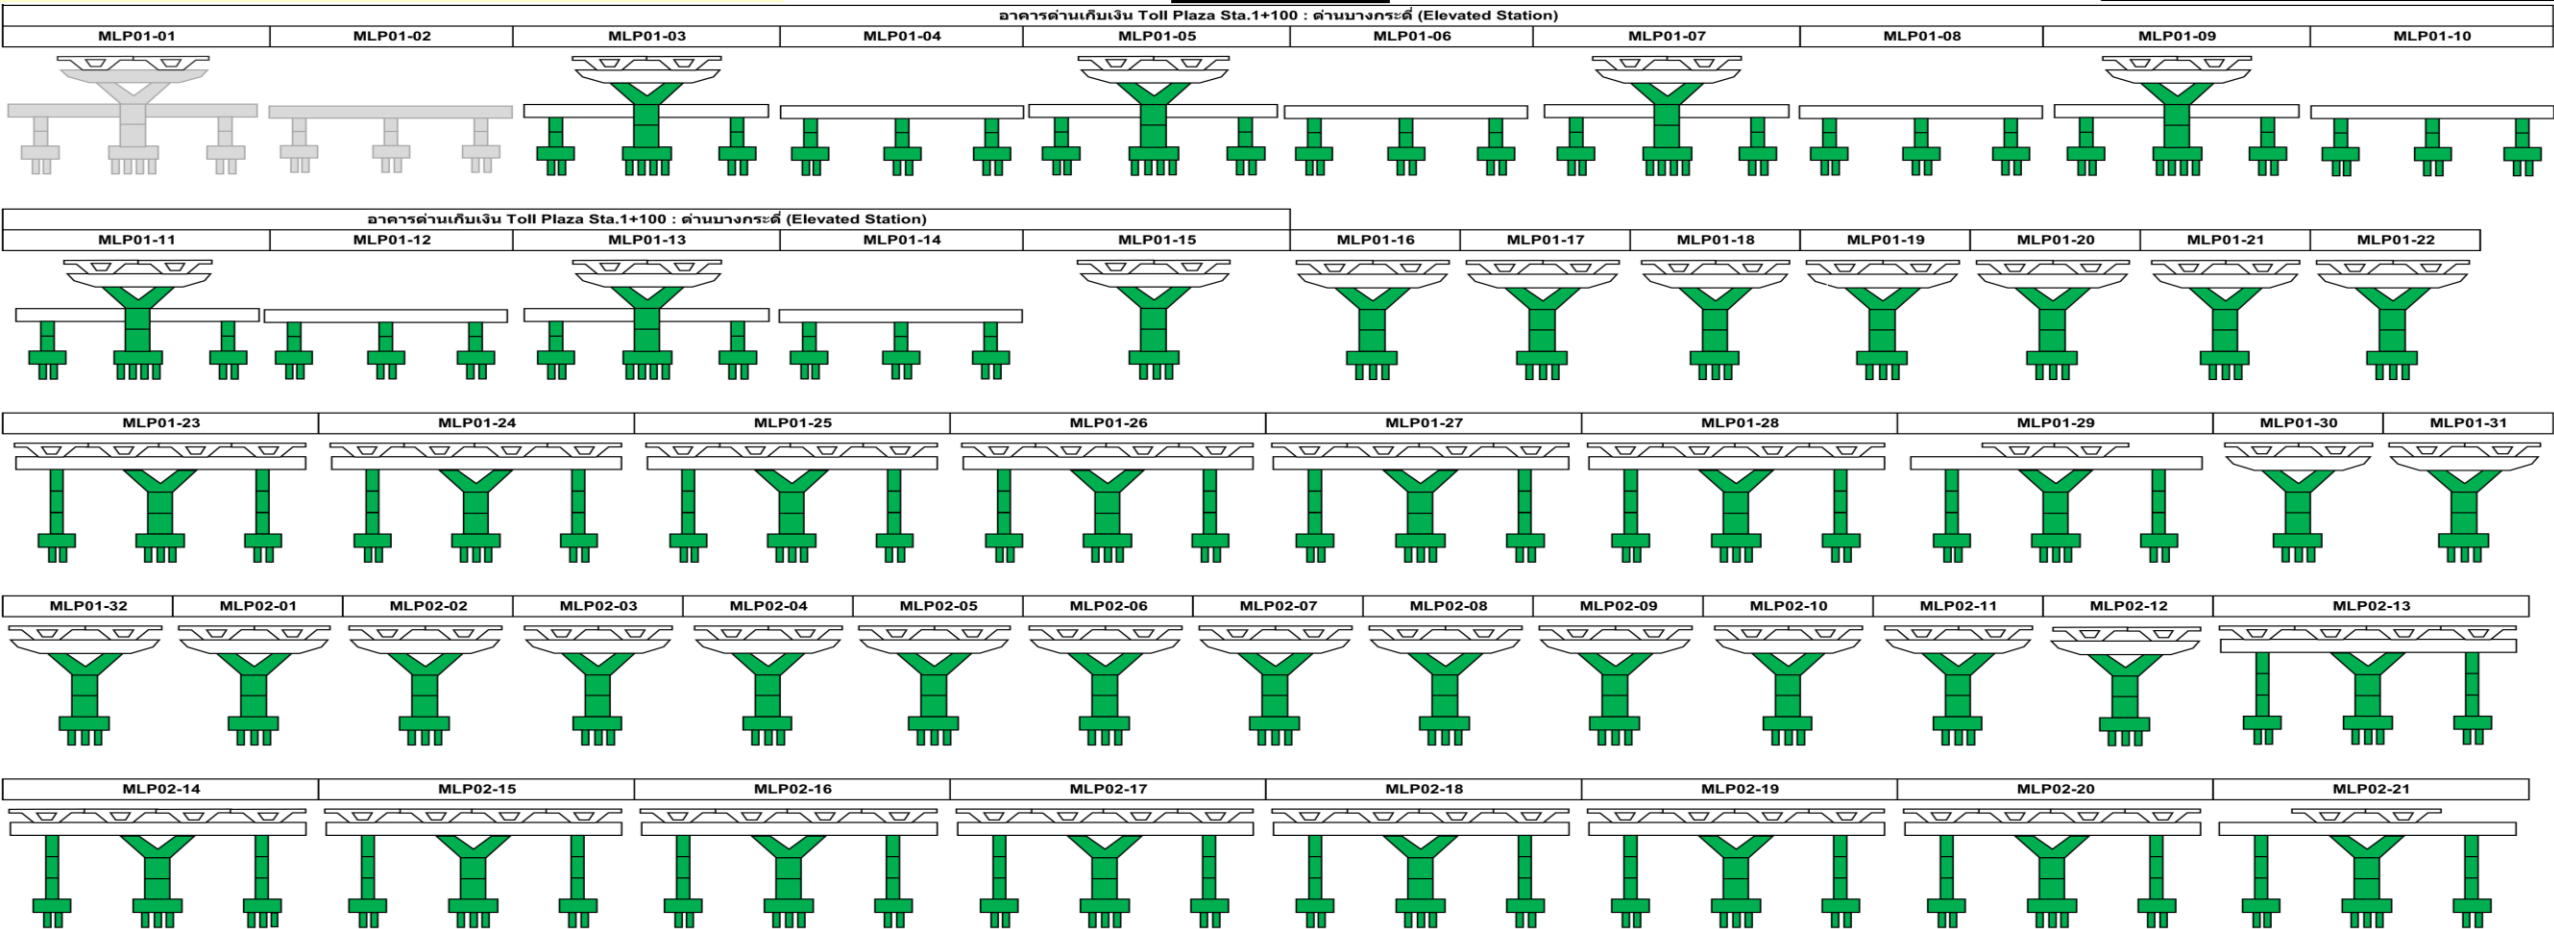 อาคารด่านเก็บเงิน Toll Plaza Sta.1+100 : ด่านบางกระดี่ (Elevated Station)
MLP01-01 MLP01-02 MLP01-03 MLP01-04 MLP01-05 MLP01-06 MLP01-07 MLP01-08 MLP01-09 MLP01-10
อาคารด่านเก็บเงิน Toll Plaza Sta.1+100 : ด่านบางกระดี่ (Elevated Station)
MLP01-11 MLP01-12 MLP01-13 MLP01-14 MLP01-15 MLP01-16 MLP01-17 MLP01-18 MLP01-19 MLP01-20 MLP01-21 MLP01-22
MLP01-23 MLP01-24 MLP01-25 MLP01-26 MLP01-27 MLP01-28 MLP01-29 MLP01-30 MLP01-31
MLP01-32 MLP02-01 MLP02-02 MLP02-03 MLP02-04 MLP02-05 MLP02-06 MLP02-07 MLP02-08 MLP02-09 MLP02-10 MLP02-11 MLP02-12 MLP02-13
MLP02-14 MLP02-15 MLP02-16 MLP02-17 MLP02-18 MLP02-19 MLP02-20 MLP02-21